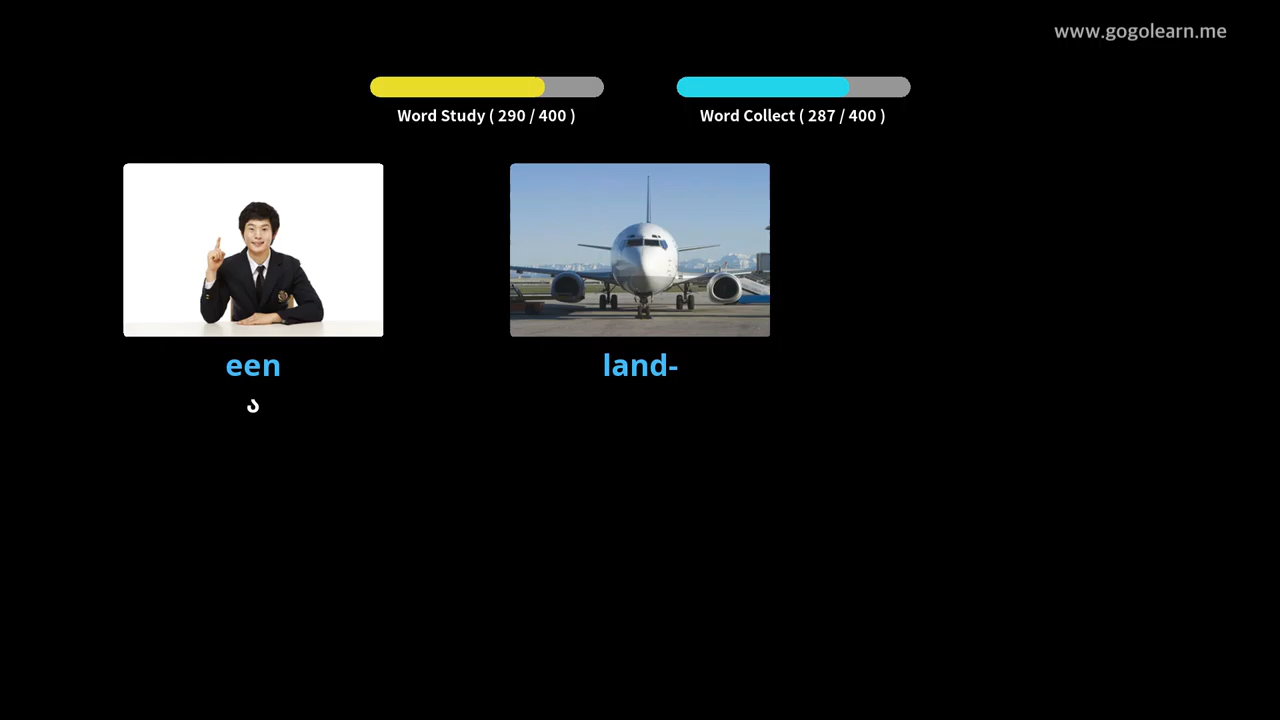 www.gogolearn.me
Word Study ( 290 / 400 )
Word Collect ( 287 / 400 )
een
land-
ა